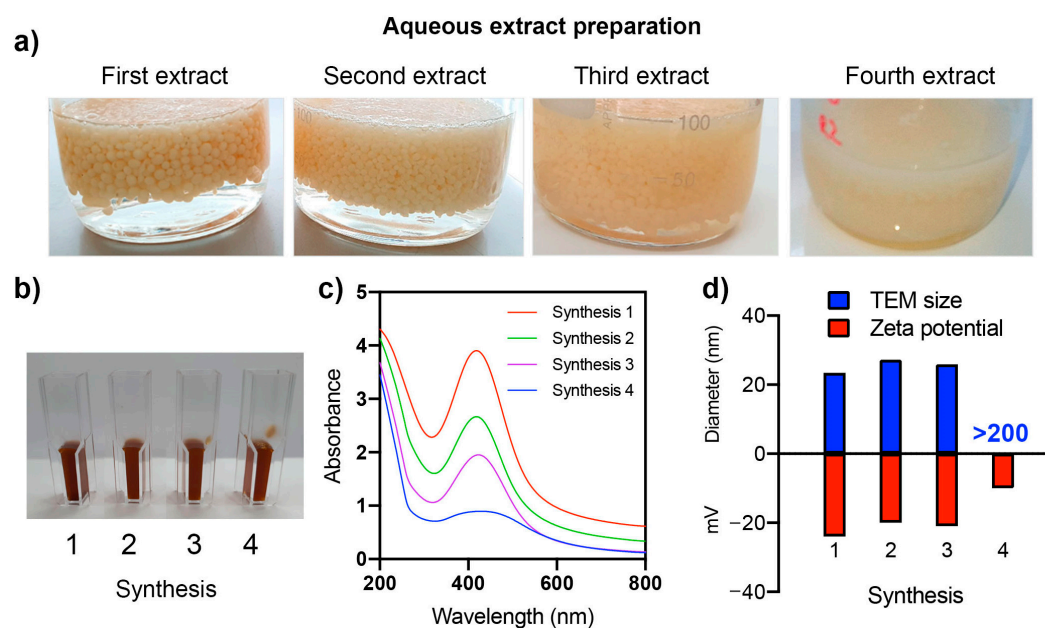 Aqueous extract preparation
a)
First extract
Second extract
Third extract
Fourth extract
100
100
50
b)
1
2
3
4
Synthesis
c)
5
4
3
2
1
0
Absorbance
200
400
600
800
Wavelength (nm)
Synthesis 1
Synthesis 2
Synthesis 3
Synthesis 4
d)
TEM size
Zeta potential
40
20
0
−20
−40
Diameter (nm)
mV
>200
1
2
3
4
Synthesis